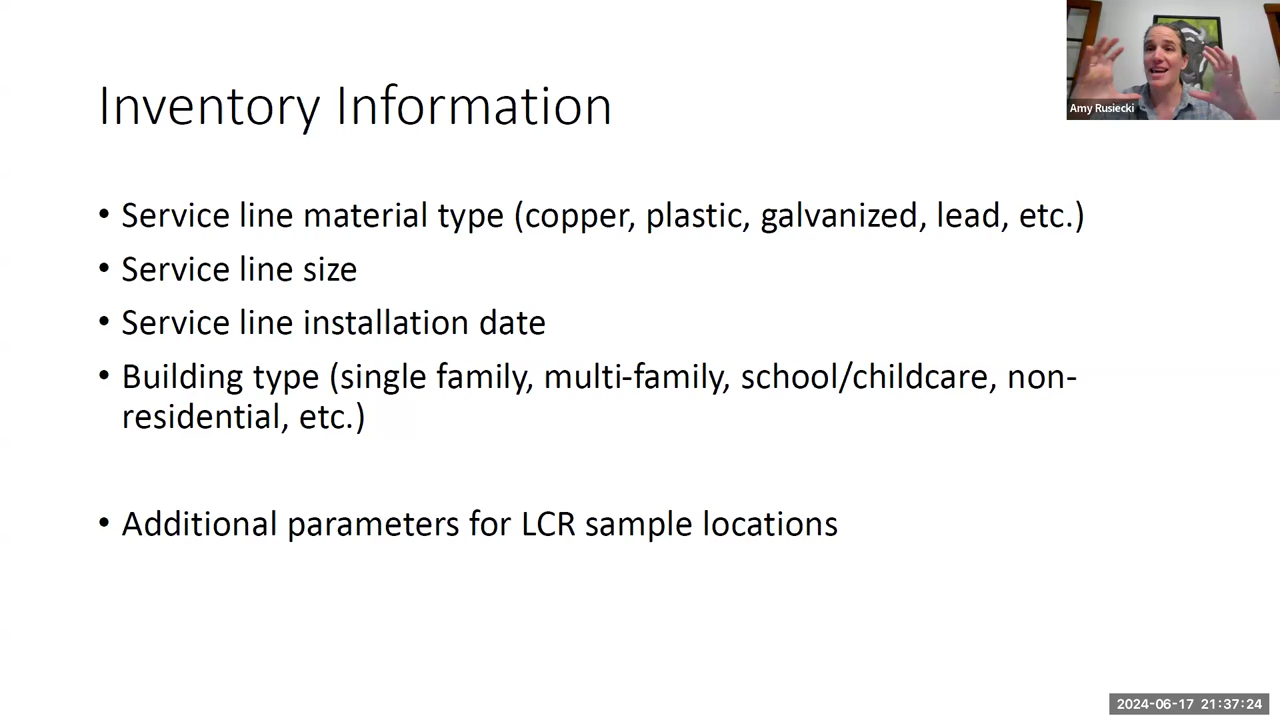 Amy Rusiecki
Inventory Information
• Service line material type (copper, plastic, galvanized, lead, etc.)
• Service line size
• Service line installation date
• Building type (single family, multi-family, school/childcare, non-
residential, etc.)
• Additional parameters for LCR sample locations
2024-06-17 21:37:24